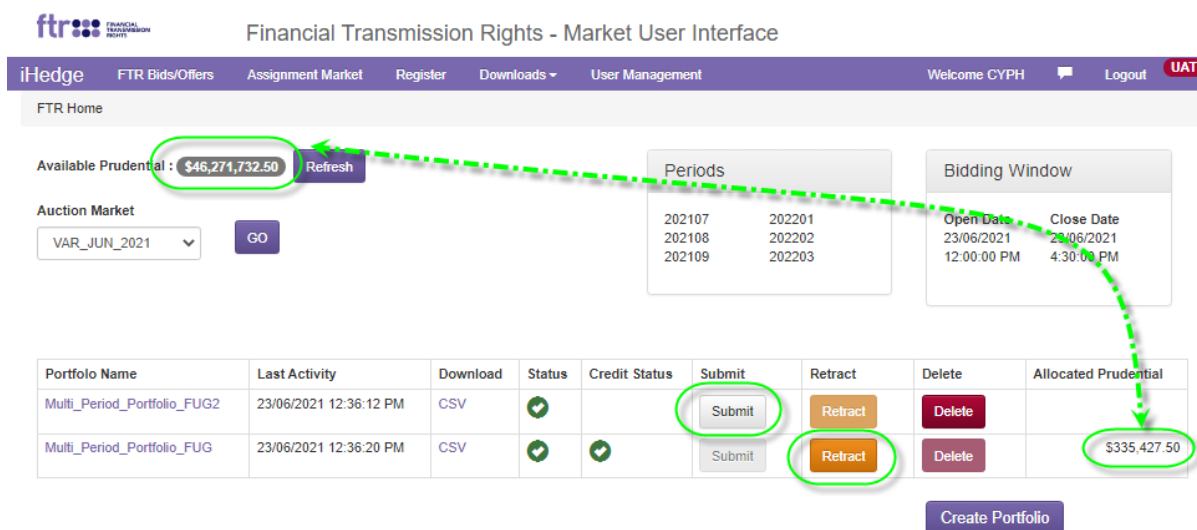 ftr FINANCIAL TRANSMISSION RIGHTS
Financial Transmission Rights - Market User Interface
iHedge FTR Bids/Offers Assignment Market Register Downloads User Management Welcome CYPH Logout UAT
FTR Home
Available Prudential : $46,271,732.50 Refresh
Periods
Bidding Window
Auction Market
VAR_JUN_2021 GO
202107 202201
202108 202202
202109 202203
Open Date Close Date
23/06/2021 23/06/2021
12:00:00 PM 4:30:00 PM
Portfolo Name Last Activity Download Status Credit Status Submit Retract Delete Allocated Prudential
Multi_Period_Portfolio_FUG2 23/06/2021 12:36:12 PM CSV Submit Retract Delete
Multi_Period_Portfolio_FUG 23/06/2021 12:36:20 PM CSV Submit Retract Delete $335,427.50
Create Portfolio